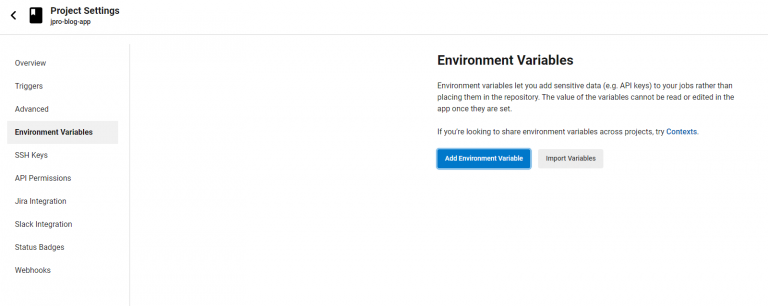 Project Settings
jpro-blog-app
Overview
Triggers
Advanced
Environment Variables
SSH Keys
API Permissions
Jira Integration
Slack Integration
Status Badges
Webhooks
Environment Variables
Environment variables let you add sensitive data (e.g. API keys) to your jobs rather than
placing them in the repository. The value of the variables cannot be read or edited in the
app once they are set.
If you're looking to share environment variables across projects, try Contexts.
Add Environment Variable
Import Variables